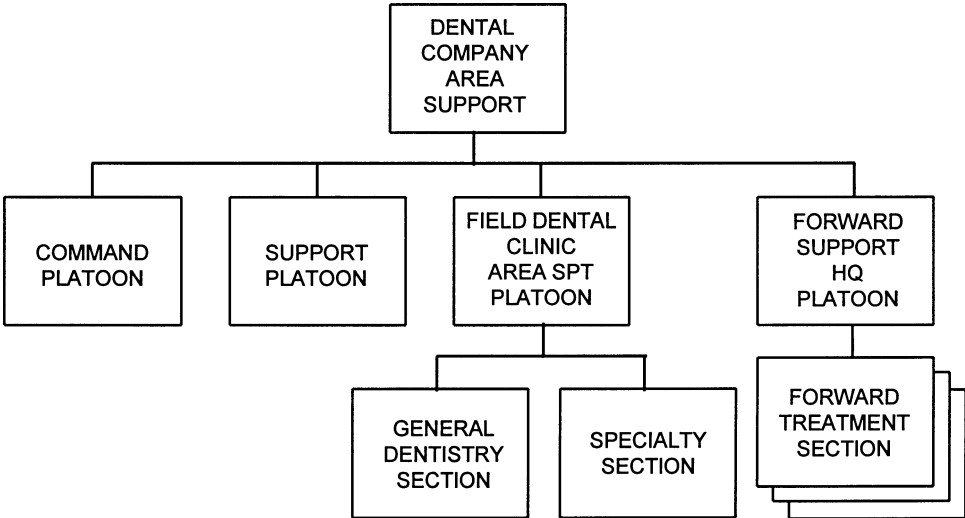 DENTAL
COMPANY
AREA
SUPPORT
COMMAND
PLATOON
SUPPORT
PLATOON
FIELD DENTAL
CLINIC
AREA SPT
PLATOON
FORWARD
SUPPORT
HQ
PLATOON
GENERAL
DENTISTRY
SECTION
SPECIALTY
SECTION
FORWARD
TREATMENT
SECTION